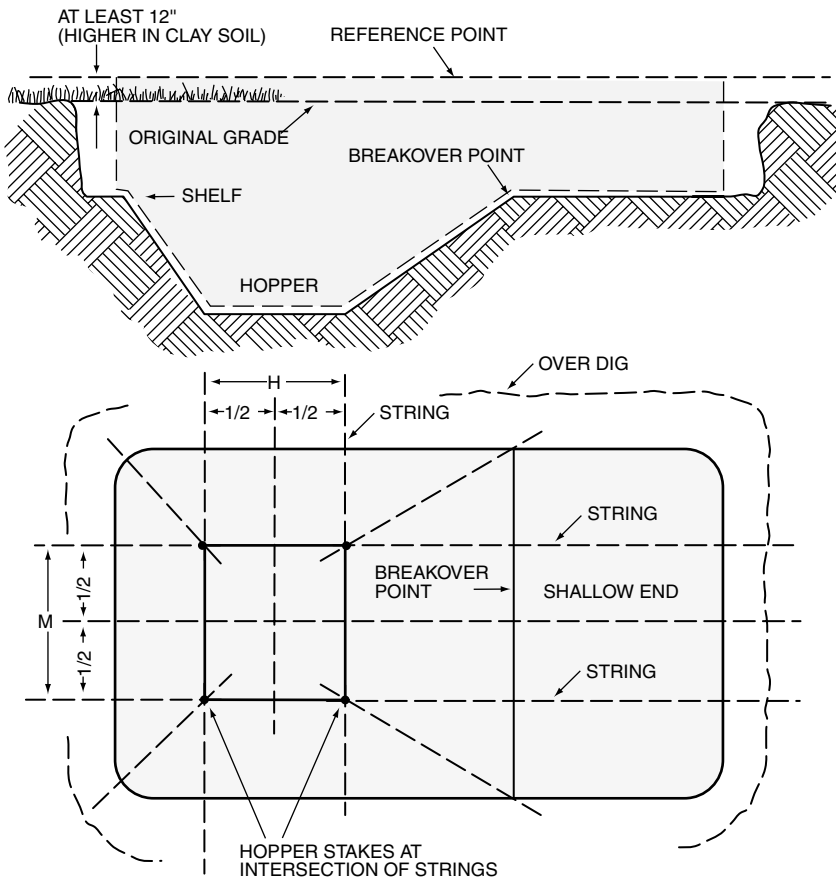 AT LEAST 12"
(HIGHER IN CLAY SOIL)
REFERENCE POINT
ORIGINAL GRADE
BREAKOVER POINT
SHELF
HOPPER
OVER DIG
H
1/2
1/2
STRING
STRING
BREAKOVER
POINT
SHALLOW END
M
1/2
1/2
STRING
HOPPER STAKES AT
INTERSECTION OF STRINGS